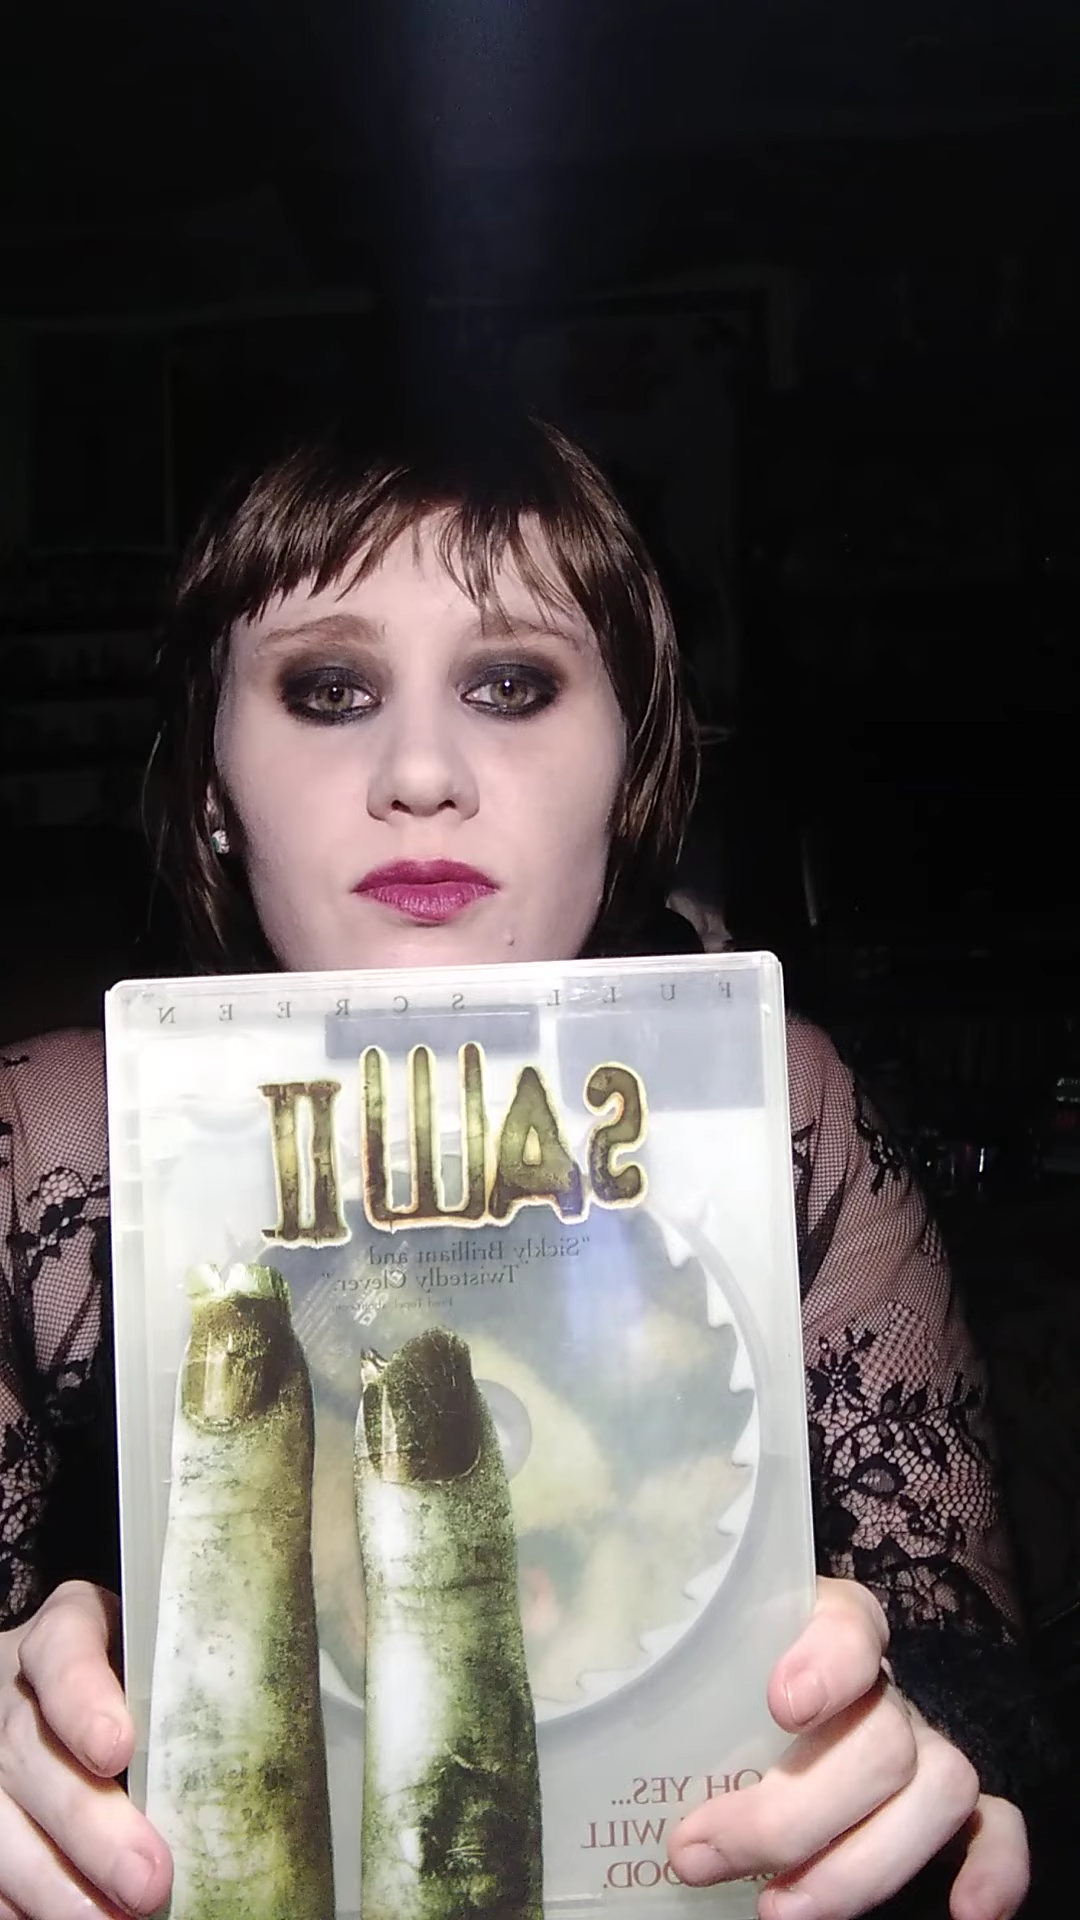 FULL SCREEN
SAW II
"Sickly Brilliant and
Twistedly Clever."
OH YES...
WILL